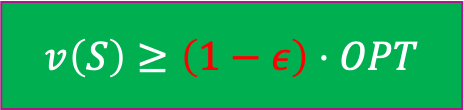 v(S) ≥ (1 − ϵ) · OPT